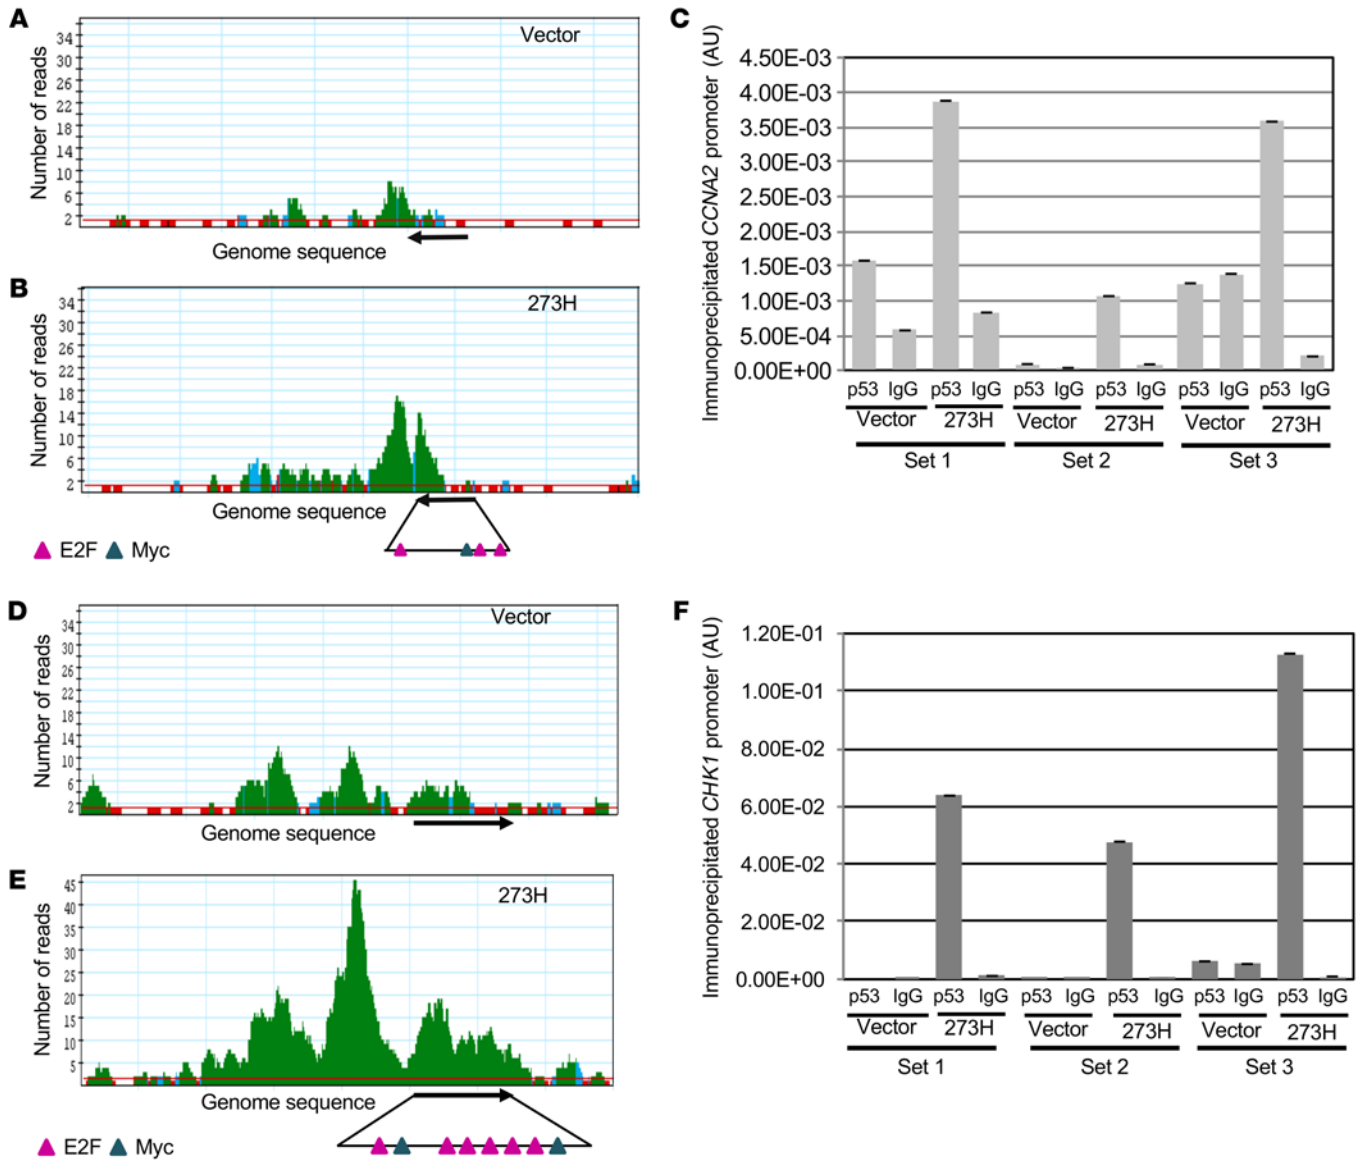 A
Vector
Number of reads
34
30
26
22
18
14
10
6
2
Genome sequence
B
273H
Number of reads
34
30
26
22
18
14
10
6
2
Genome sequence
E2F Myc
C
Immunoprecipitated CCNA2 promoter (AU)
4.50E-03
4.00E-03
3.50E-03
3.00E-03
2.50E-03
2.00E-03
1.50E-03
1.00E-03
5.00E-04
0.00E+00
p53 IgG p53 IgG p53 IgG p53 IgG p53 IgG p53 IgG
Vector 273H Vector 273H Vector 273H
Set 1 Set 2 Set 3
D
Vector
Number of reads
34
30
26
22
18
14
10
6
2
Genome sequence
E
273H
Number of reads
45
40
35
30
25
20
15
10
5
Genome sequence
E2F Myc
F
Immunoprecipitated CHK1 promoter (AU)
1.20E-01
1.00E-01
8.00E-02
6.00E-02
4.00E-02
2.00E-02
0.00E+00
p53 IgG p53 IgG p53 IgG p53 IgG p53 IgG p53 IgG
Vector 273H Vector 273H Vector 273H
Set 1 Set 2 Set 3